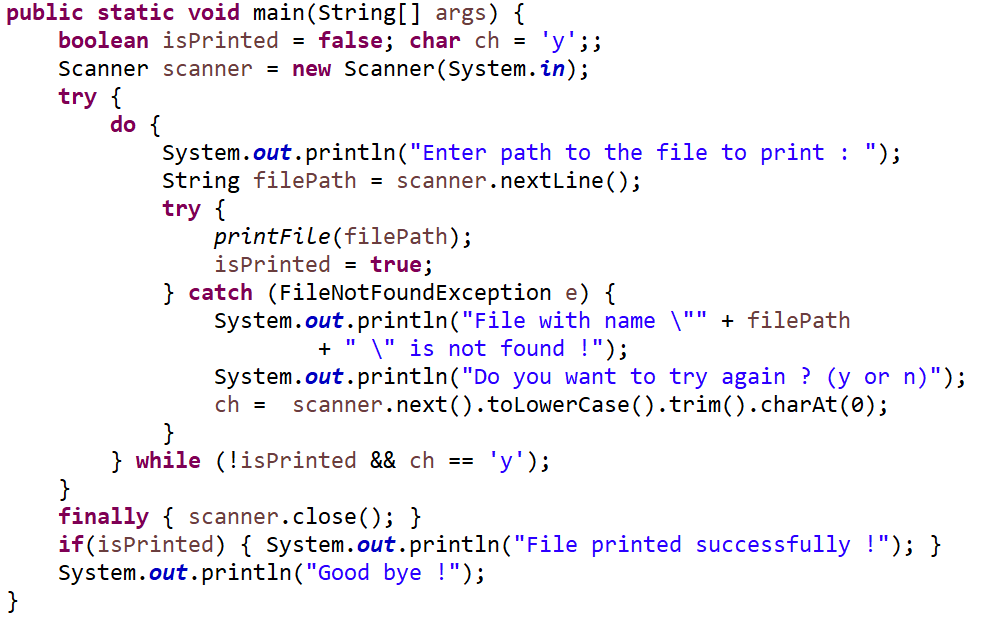 public static void main(String[] args) {
    boolean isPrinted = false; char ch = 'y';;
    Scanner scanner = new Scanner(System.in);
    try {
        do {
            System.out.println("Enter path to the file to print : ");
            String filePath = scanner.nextLine();
            try {
                printFile(filePath);
                isPrinted = true;
            } catch (FileNotFoundException e) {
                System.out.println("File with name \"" + filePath
                        + " \" is not found !");
                System.out.println("Do you want to try again ? (y or n)");
                ch =  scanner.next().toLowerCase().trim().charAt(0);
            }
        } while (!isPrinted && ch == 'y');
    }
    finally { scanner.close(); }
    if(isPrinted) { System.out.println("File printed successfully !"); }
    System.out.println("Good bye !");
}